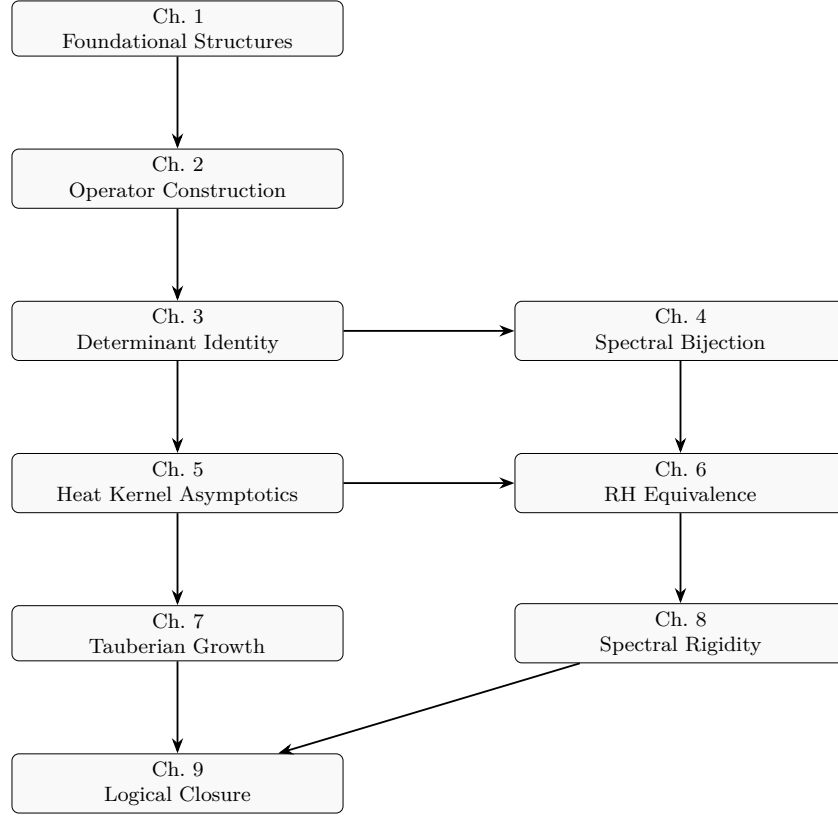 Ch. 1
Foundational Structures
Ch. 2
Operator Construction
Ch. 3
Determinant Identity
Ch. 4
Spectral Bijection
Ch. 5
Heat Kernel Asymptotics
Ch. 6
RH Equivalence
Ch. 7
Tauberian Growth
Ch. 8
Spectral Rigidity
Ch. 9
Logical Closure